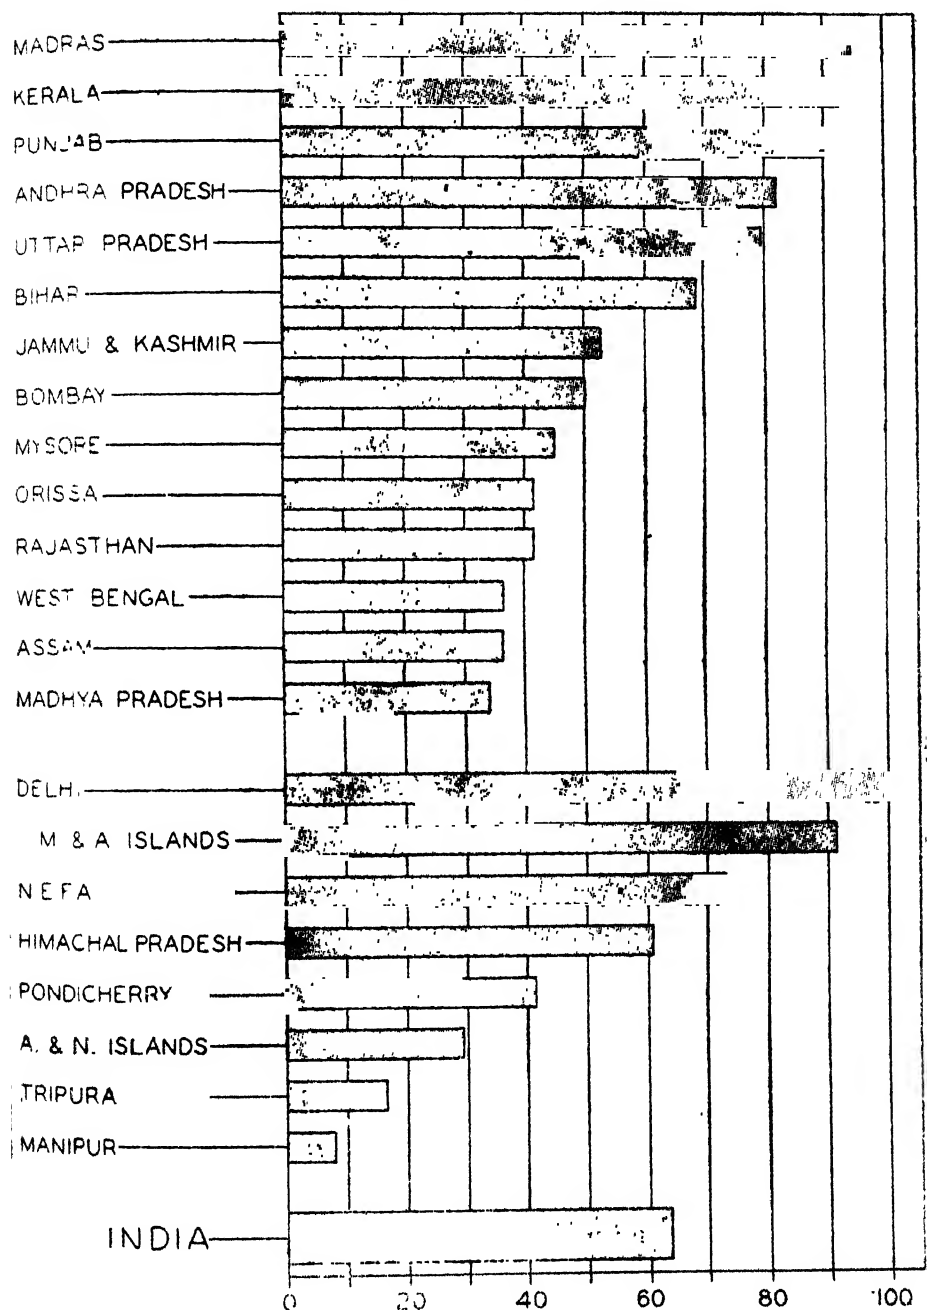 MADRAS
KERALA
PUNJAB
ANDHRA PRADESH
UTTAR PRADESH
BIHAR
JAMMU & KASHMIR
BOMBAY
MYSORE
ORISSA
RAJASTHAN
WEST BENGAL
ASSAM
MADHYA PRADESH
DELHI
M & A ISLANDS
N E F A
HIMACHAL PRADESH
PONDICHERRY
A. & N. ISLANDS
TRIPURA
MANIPUR
INDIA
0 20 40 60 80 100